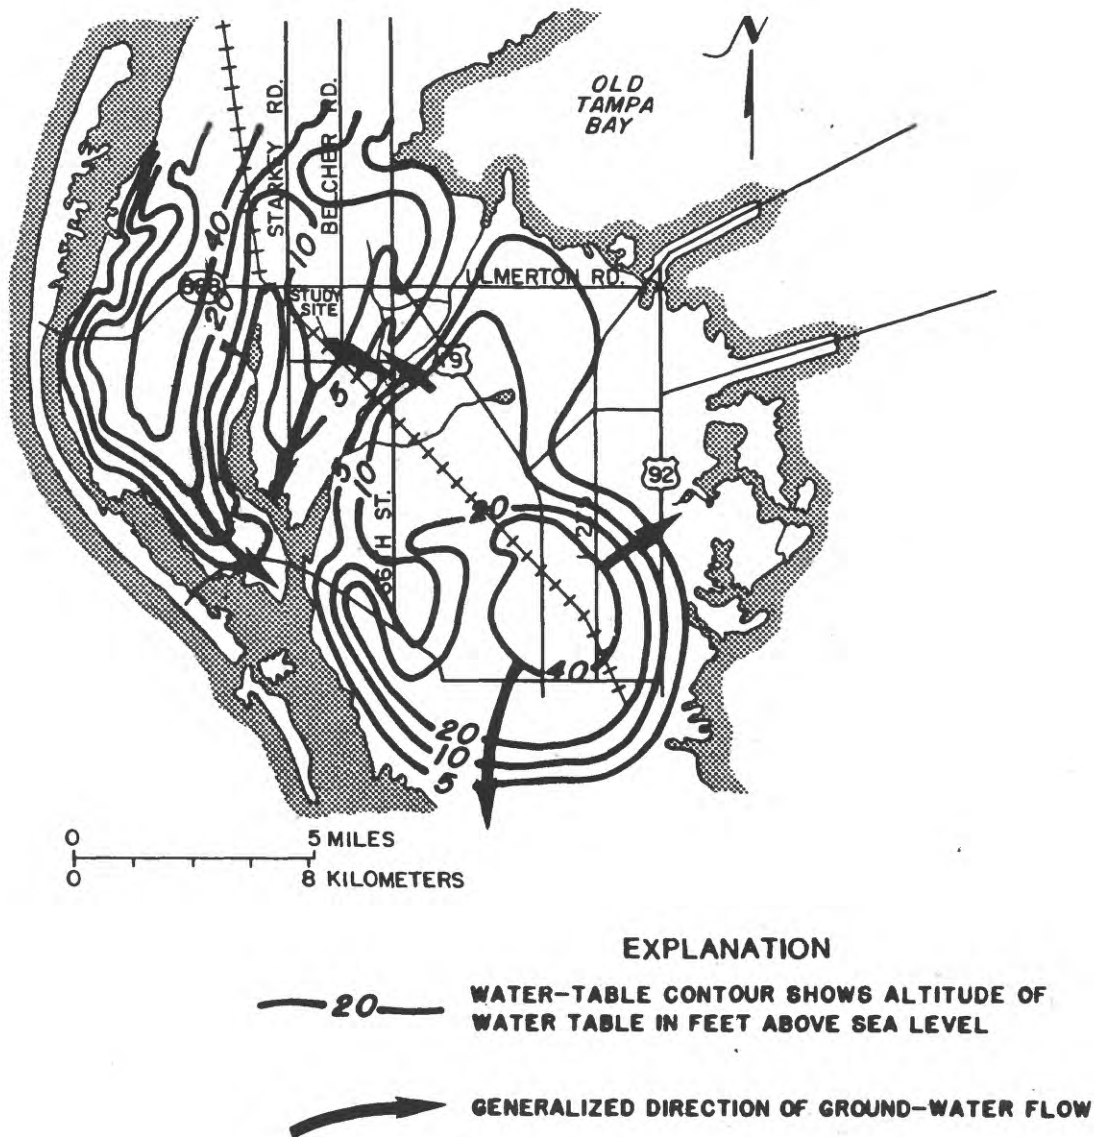 N
OLD
TAMPA
BAY
STARKEY RD.
BELCHER RD.
40
10
ULMERTON RD.
688
20
STUDY
SITE
19
5
5
10
92
20
66 H ST.
40
20
10
5
0 5 MILES
0 8 KILOMETERS
EXPLANATION
20 WATER-TABLE CONTOUR SHOWS ALTITUDE OF
WATER TABLE IN FEET ABOVE SEA LEVEL
GENERALIZED DIRECTION OF GROUND-WATER FLOW